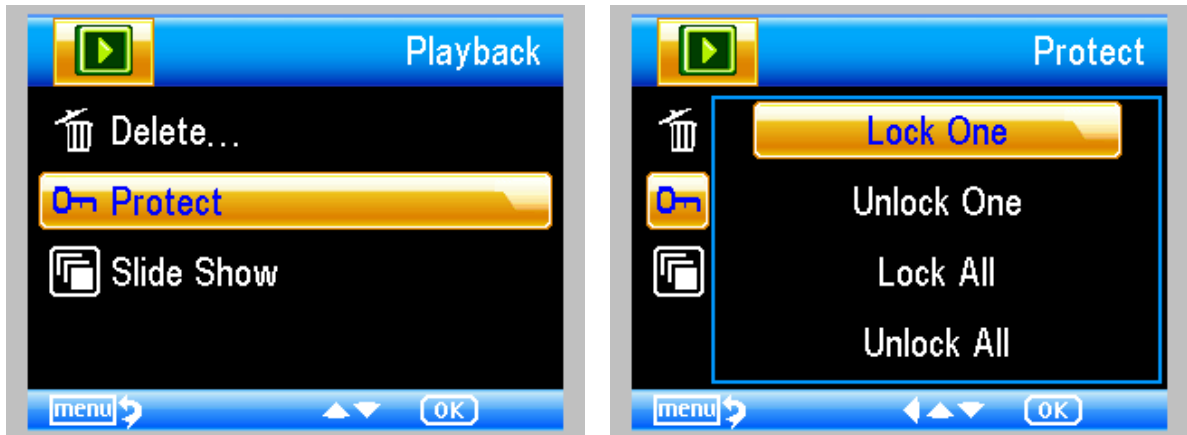 Playback
Delete...
Protect
Slide Show
menu OK
Protect
Lock One
Unlock One
Lock All
Unlock All
menu OK